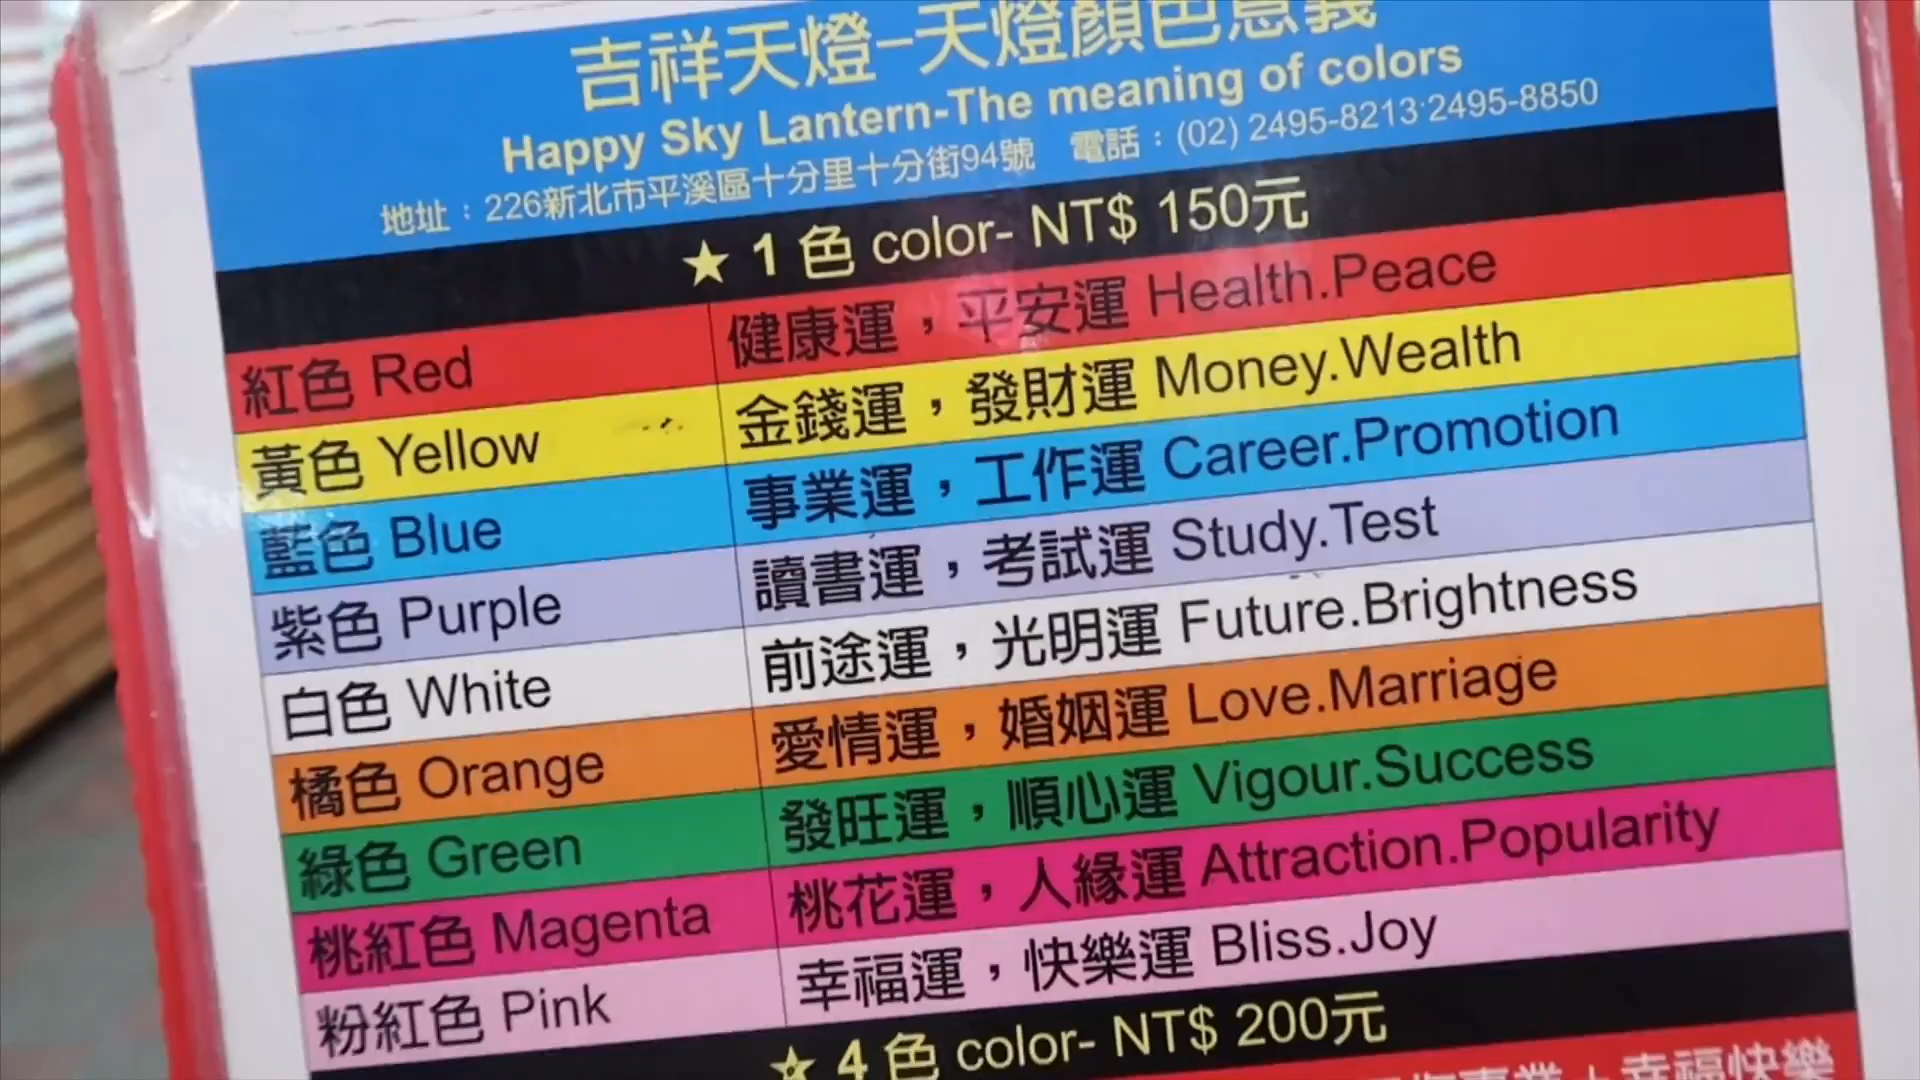 吉祥天燈–天燈顏色意義
Happy Sky Lantern-The meaning of colors
地址：226新北市平溪區十分里十分街94號 電話：(02) 2495-8213·2495-8850
★ 1 色 color- NT$ 150元
紅色 Red 健康運，平安運 Health.Peace
黃色 Yellow 金錢運，發財運 Money.Wealth
藍色 Blue 事業運，工作運 Career.Promotion
紫色 Purple 讀書運，考試運 Study.Test
白色 White 前途運，光明運 Future.Brightness
橘色 Orange 愛情運，婚姻運 Love.Marriage
綠色 Green 發旺運，順心運 Vigour.Success
桃紅色 Magenta 桃花運，人緣運 Attraction.Popularity
粉紅色 Pink 幸福運，快樂運 Bliss.Joy
★ 4 色 color- NT$ 200元
事業＋幸福快樂